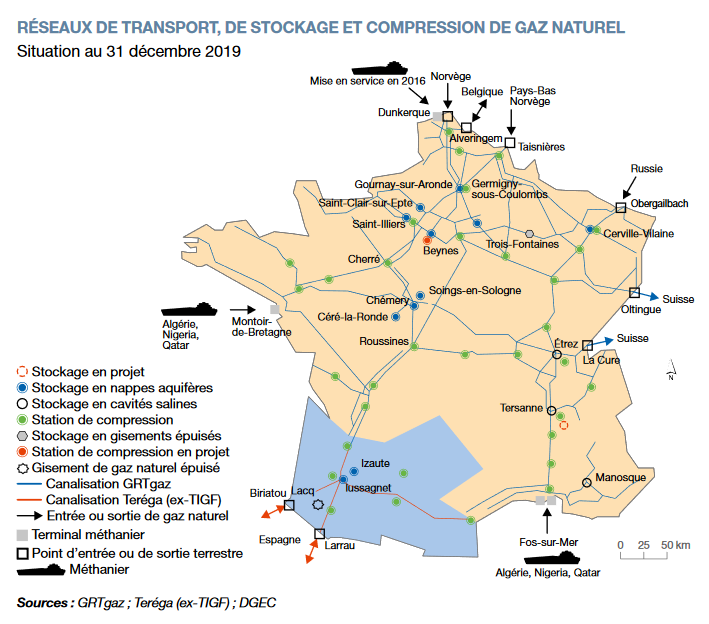 RÉSEAUX DE TRANSPORT, DE STOCKAGE ET COMPRESSION DE GAZ NATUREL
Situation au 31 décembre 2019
Mise en service en 2016
Norvège
Belgique
Pays-Bas
Norvège
Dunkerque
Alveringem
Taisnières
Russie
Gournay-sur-Aronde
Germigny-
sous-Coulombs
Obergailbach
Saint-Clair-sur-Epte
Saint-Illiers
Cerville-Vilaine
Trois-Fontaines
Beynes
Cherré
Soings-en-Sologne
Chémery
Suisse
Oltingue
Céré-la-Ronde
Algérie,
Nigeria,
Qatar
Montoir-
de-Bretagne
Roussines
Étrez
Suisse
La Cure
N
Stockage en projet
Stockage en nappes aquifères
Stockage en cavités salines
Station de compression
Stockage en gisements épuisés
Station de compression en projet
Gisement de gaz naturel épuisé
Canalisation GRTgaz
Canalisation Teréga (ex-TIGF)
Entrée ou sortie de gaz naturel
Terminal méthanier
Point d'entrée ou de sortie terrestre
Méthanier
Tersanne
Izaute
Manosque
Biriatou
Lacq
Iussagnet
Espagne
Larrau
Fos-sur-Mer
Algérie, Nigeria, Qatar
0 25 50 km
Sources : GRTgaz ; Teréga (ex-TIGF) ; DGEC